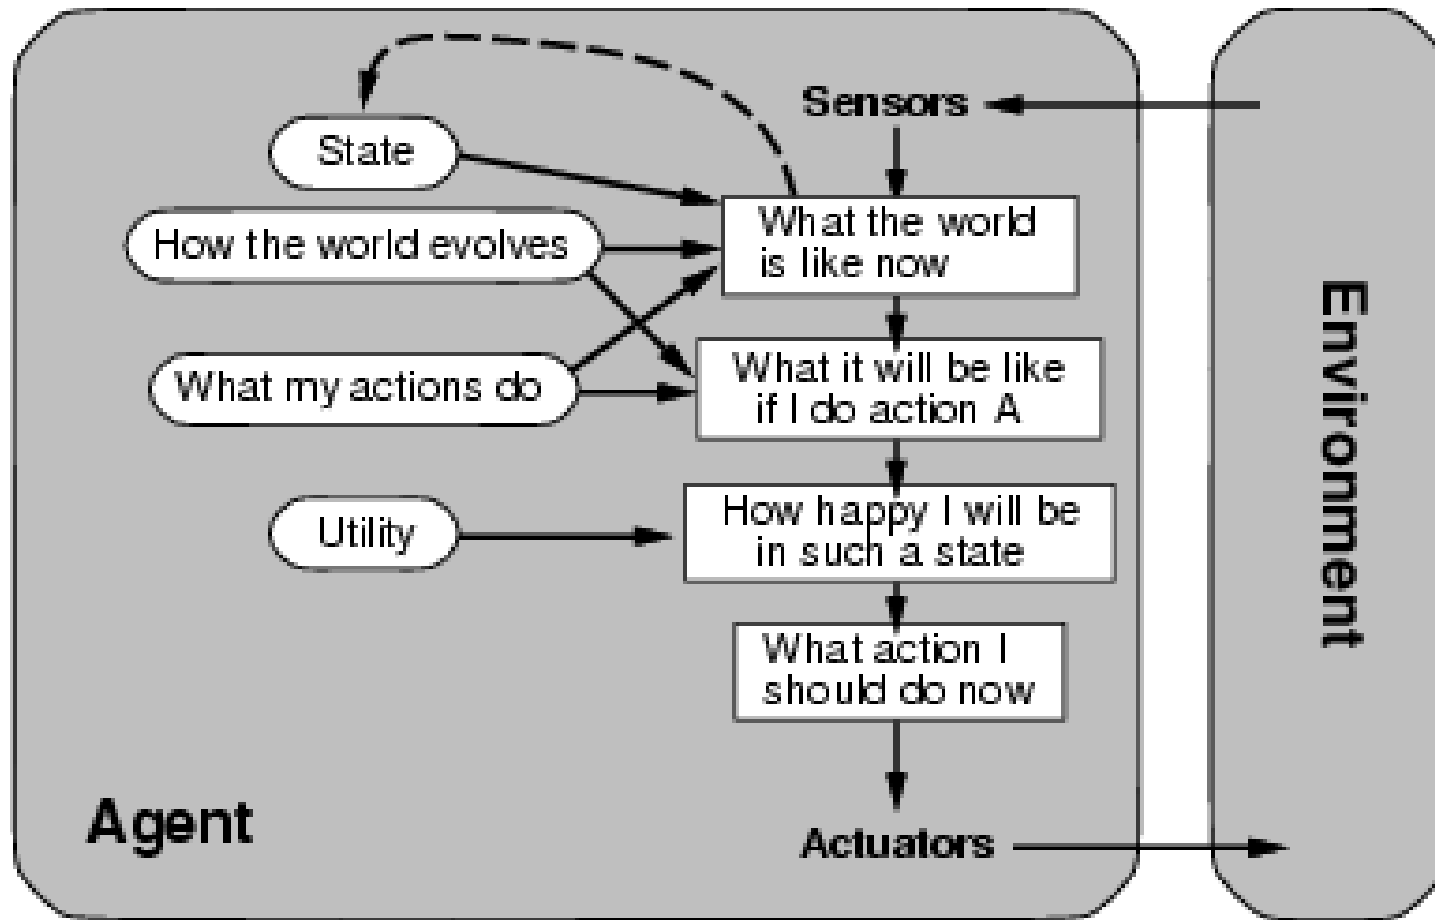 Sensors
State
What the world
is like now
How the world evolves
What it will be like
if I do action A
What my actions do
How happy I will be
in such a state
Utility
What action I
should do now
Agent
Actuators
Environment